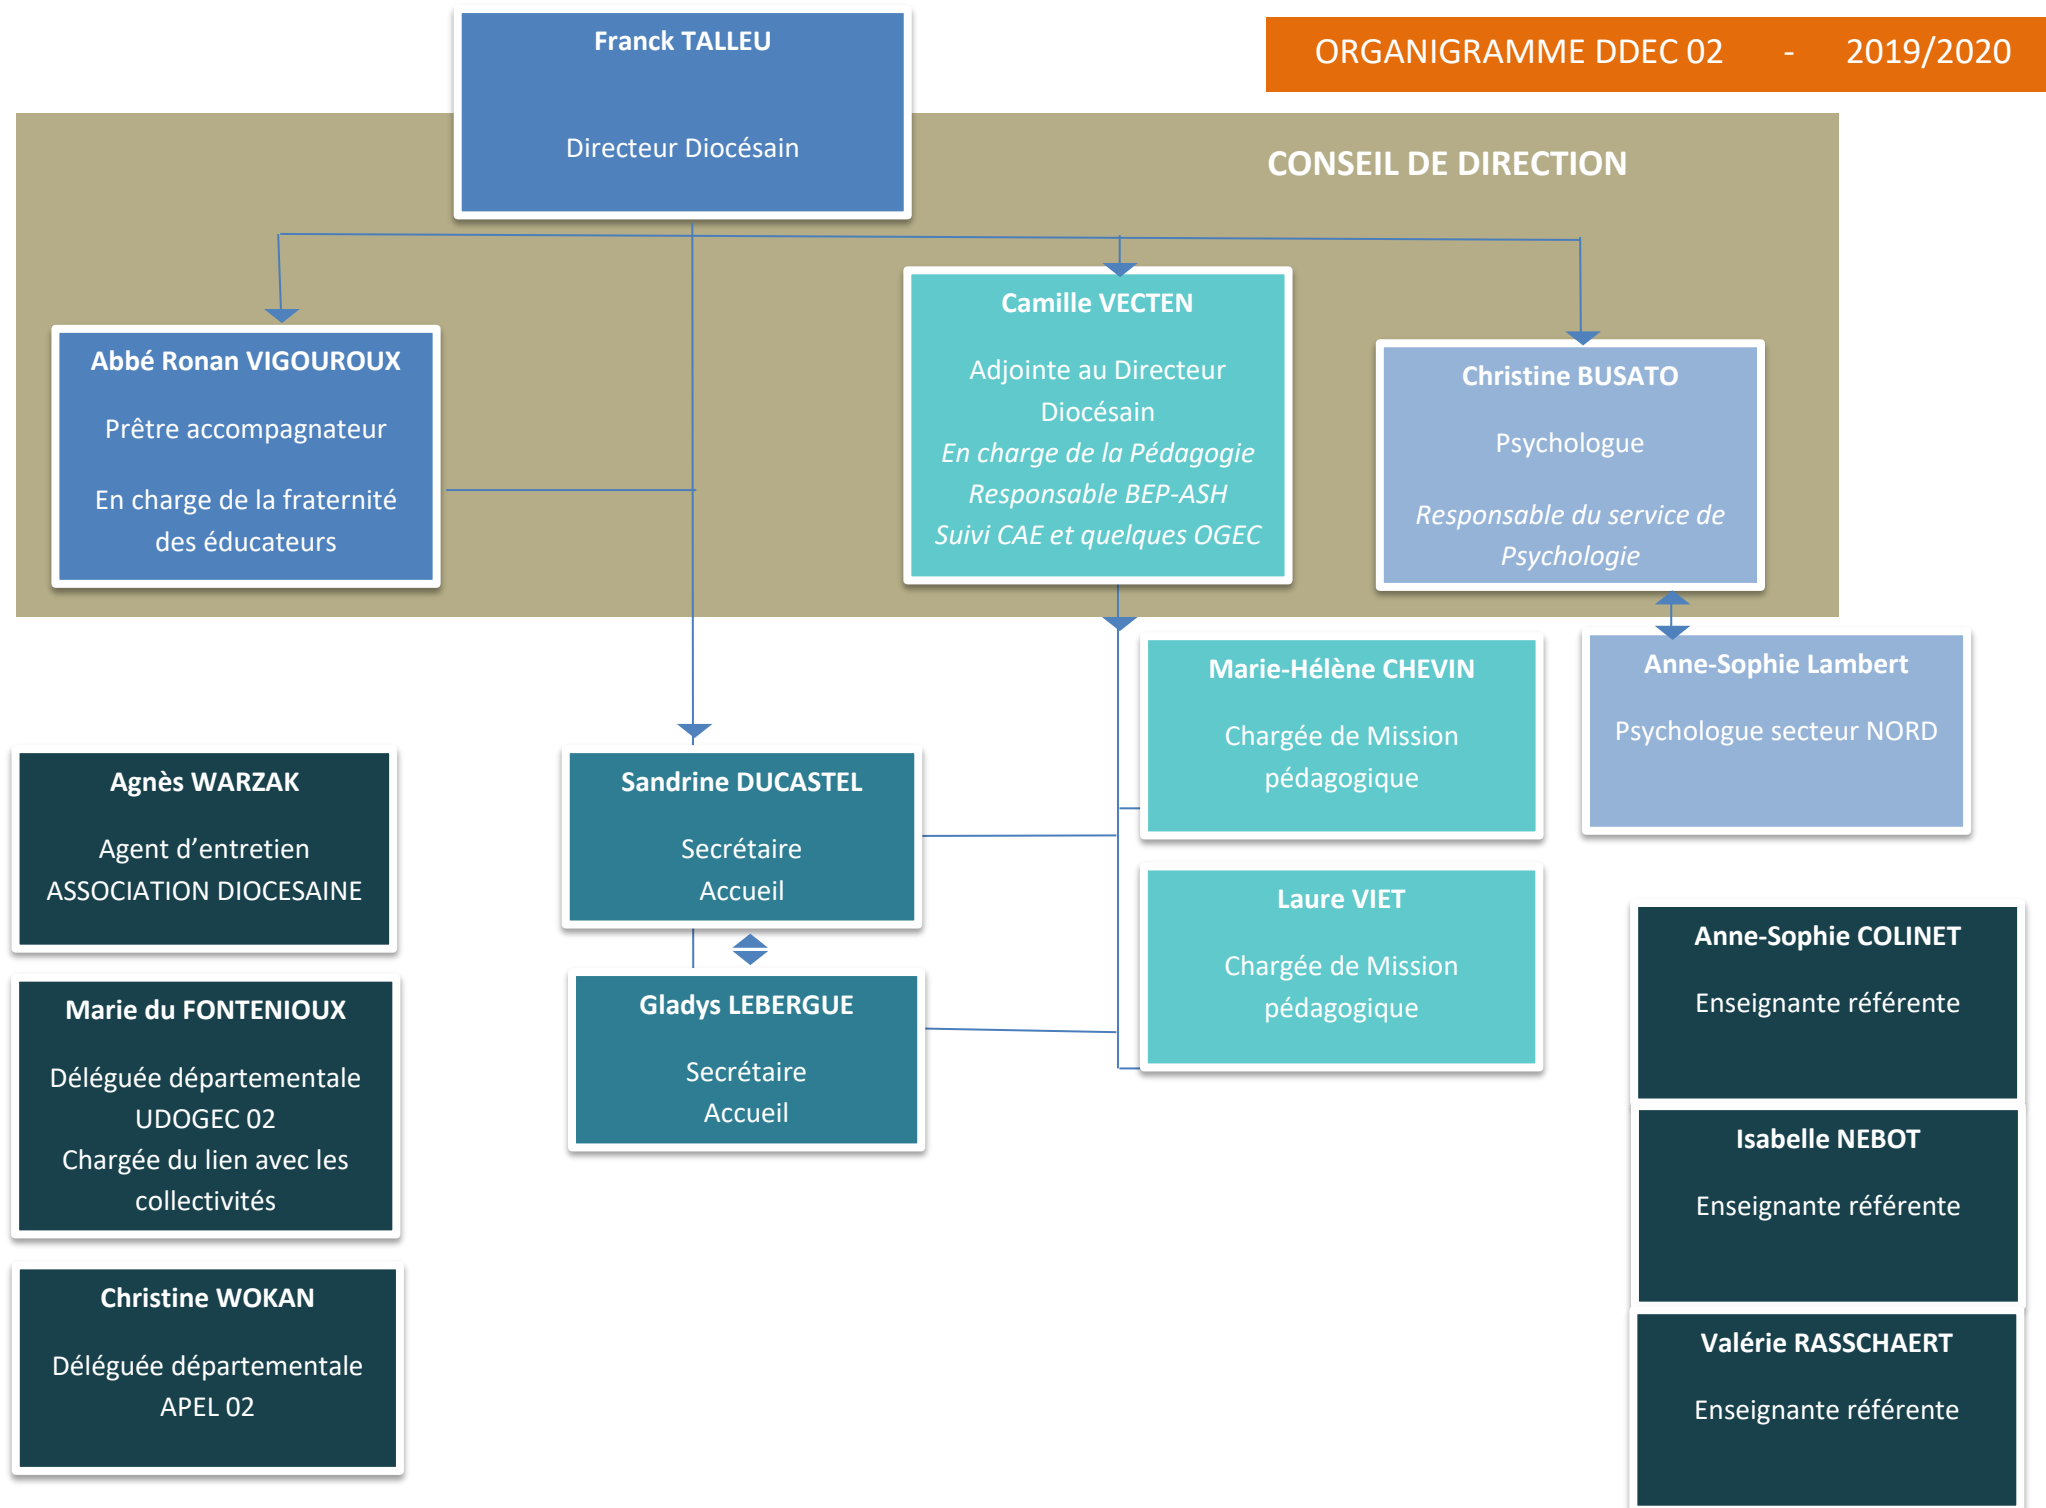 Franck TALLEU
Directeur Diocésain
ORGANIGRAMME DDEC 02 - 2019/2020
CONSEIL DE DIRECTION
Abbé Ronan VIGOUROUX
Prêtre accompagnateur
En charge de la fraternité
des éducateurs
Camille VECTEN
Adjointe au Directeur
Diocésain
En charge de la Pédagogie
Responsable BEP-ASH
Suivi CAE et quelques OGEC
Christine BUSATO
Psychologue
Responsable du service de
Psychologie
Marie-Hélène CHEVIN
Chargée de Mission
pédagogique
Anne-Sophie Lambert
Psychologue secteur NORD
Agnès WARZAK
Agent d’entretien
ASSOCIATION DIOCESAINE
Sandrine DUCASTEL
Secrétaire
Accueil
Laure VIET
Chargée de Mission
pédagogique
Anne-Sophie COLINET
Enseignante référente
Marie du FONTENIOUX
Déléguée départementale
UDOGEC 02
Chargée du lien avec les
collectivités
Gladys LEBERGUE
Secrétaire
Accueil
Isabelle NEBOT
Enseignante référente
Christine WOKAN
Déléguée départementale
APEL 02
Valérie RASSCHAERT
Enseignante référente